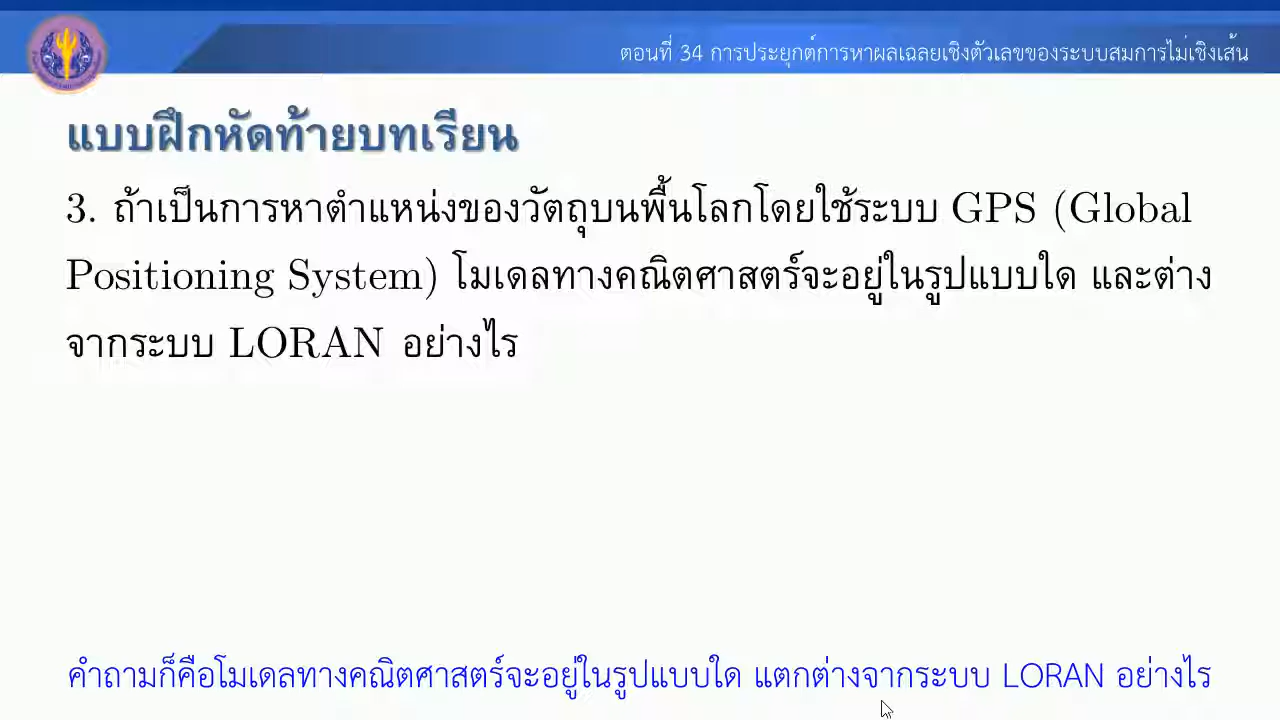 ตอนที่ 34 การประยุกต์การหาผลเฉลยเชิงตัวเลขของระบบสมการไม่เชิงเส้น
แบบฝึกหัดท้ายบทเรียน
3. ถ้าเป็นการหาตำแหน่งของวัตถุบนพื้นโลกโดยใช้ระบบ GPS (Global
Positioning System) โมเดลทางคณิตศาสตร์จะอยู่ในรูปแบบใด และต่าง
จากระบบ LORAN อย่างไร
คำถามก็คือโมเดลทางคณิตศาสตร์จะอยู่ในรูปแบบใด แตกต่างจากระบบ LORAN อย่างไร